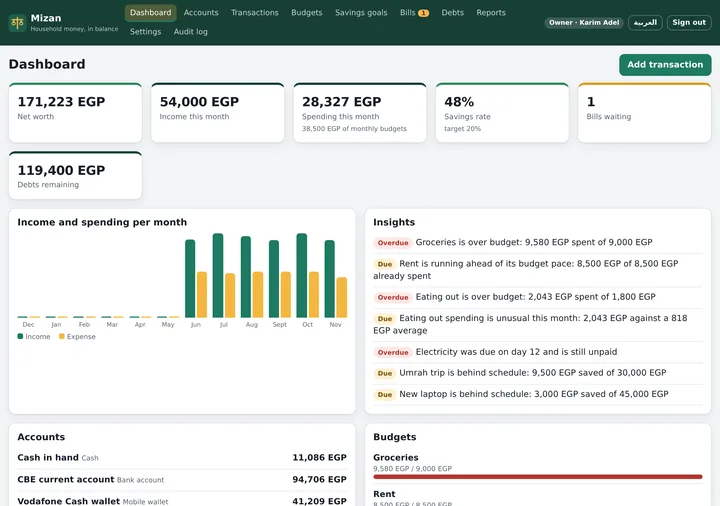 Mizan
Household money, in balance
Dashboard Accounts Transactions Budgets Savings goals Bills 1 Debts Reports
Settings Audit log
Owner · Karim Adel العربية Sign out
Dashboard
Add transaction
171,223 EGP
Net worth
54,000 EGP
Income this month
28,327 EGP
Spending this month
38,500 EGP of monthly budgets
48%
Savings rate
target 20%
1
Bills waiting
119,400 EGP
Debts remaining
Income and spending per month
Dec Jan Feb Mar Apr May Jun Jul Aug Sept Oct Nov
Income Expense
Insights
Overdue Groceries is over budget: 9,580 EGP spent of 9,000 EGP
Due Rent is running ahead of its budget pace: 8,500 EGP of 8,500 EGP
already spent
Overdue Eating out is over budget: 2,043 EGP spent of 1,800 EGP
Due Eating out spending is unusual this month: 2,043 EGP against a 818
EGP average
Overdue Electricity was due on day 12 and is still unpaid
Due Umrah trip is behind schedule: 9,500 EGP saved of 30,000 EGP
Due New laptop is behind schedule: 3,000 EGP saved of 45,000 EGP
Accounts
Cash in hand Cash 11,086 EGP
CBE current account Bank account 94,706 EGP
Vodafone Cash wallet Mobile wallet 41,209 EGP
Budgets
Groceries
9,580 EGP / 9,000 EGP
Rent
8,500 EGP / 8,500 EGP